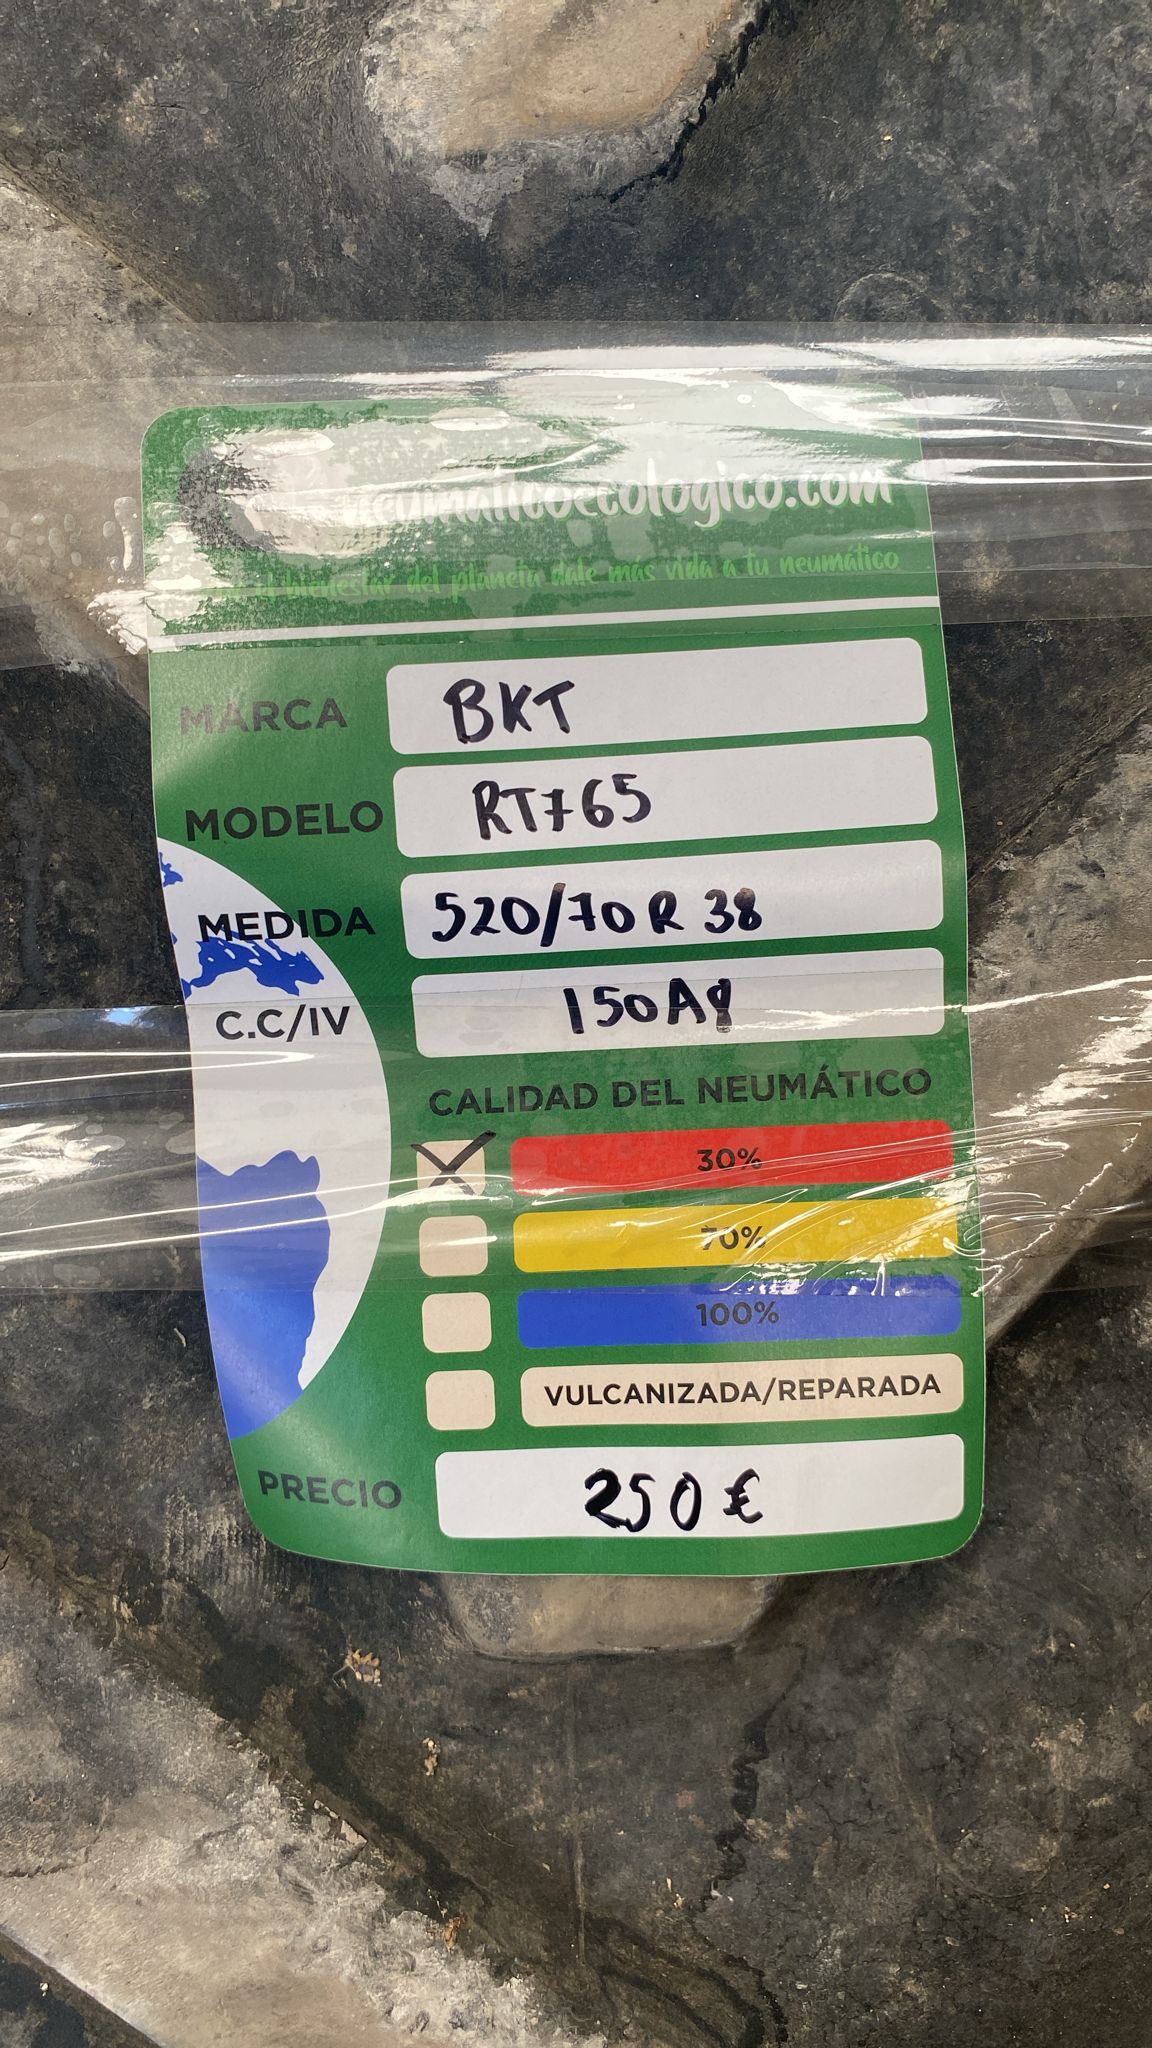 neumaticoecologico.com
el bienestar del planeta dale más vida a tu neumático
MARCA BKT
MODELO RT765
MEDIDA 520/70 R 38
C.C/IV 150A8
CALIDAD DEL NEUMÁTICO
X 30%
70%
100%
VULCANIZADA/REPARADA
PRECIO 250 €